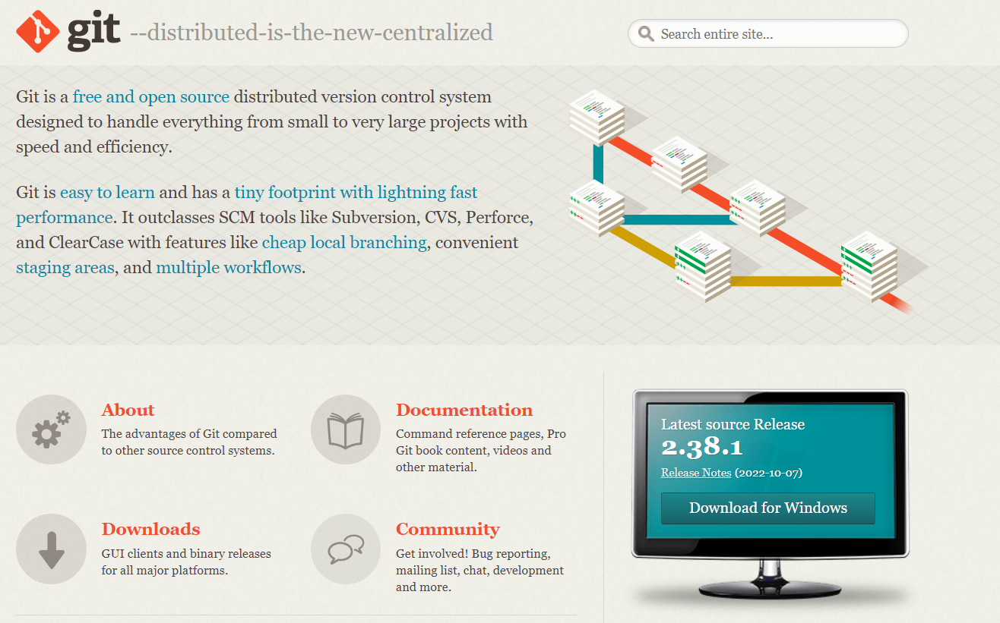 git --distributed-is-the-new-centralized
Search entire site...
Git is a free and open source distributed version control system
designed to handle everything from small to very large projects with
speed and efficiency.
Git is easy to learn and has a tiny footprint with lightning fast
performance. It outclasses SCM tools like Subversion, CVS, Perforce,
and ClearCase with features like cheap local branching, convenient
staging areas, and multiple workflows.
About
The advantages of Git compared
to other source control systems.
Documentation
Command reference pages, Pro
Git book content, videos and
other material.
Downloads
GUI clients and binary releases
for all major platforms.
Community
Get involved! Bug reporting,
mailing list, chat, development
and more.
Latest source Release
2.38.1
Release Notes (2022-10-07)
Download for Windows